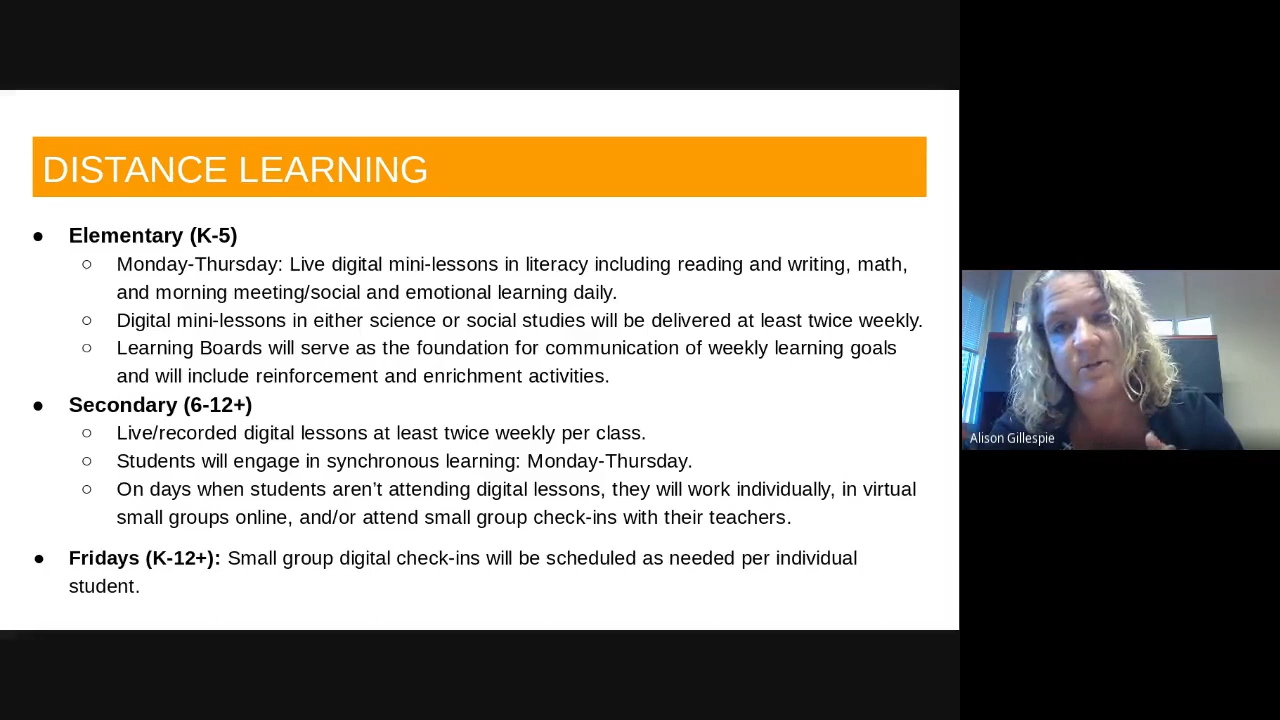 DISTANCE LEARNING
● Elementary (K-5)
○ Monday-Thursday: Live digital mini-lessons in literacy including reading and writing, math,
and morning meeting/social and emotional learning daily.
○ Digital mini-lessons in either science or social studies will be delivered at least twice weekly.
○ Learning Boards will serve as the foundation for communication of weekly learning goals
and will include reinforcement and enrichment activities.
● Secondary (6-12+)
○ Live/recorded digital lessons at least twice weekly per class.
○ Students will engage in synchronous learning: Monday-Thursday.
○ On days when students aren’t attending digital lessons, they will work individually, in virtual
small groups online, and/or attend small group check-ins with their teachers.
● Fridays (K-12+): Small group digital check-ins will be scheduled as needed per individual
student.
Alison Gillespie